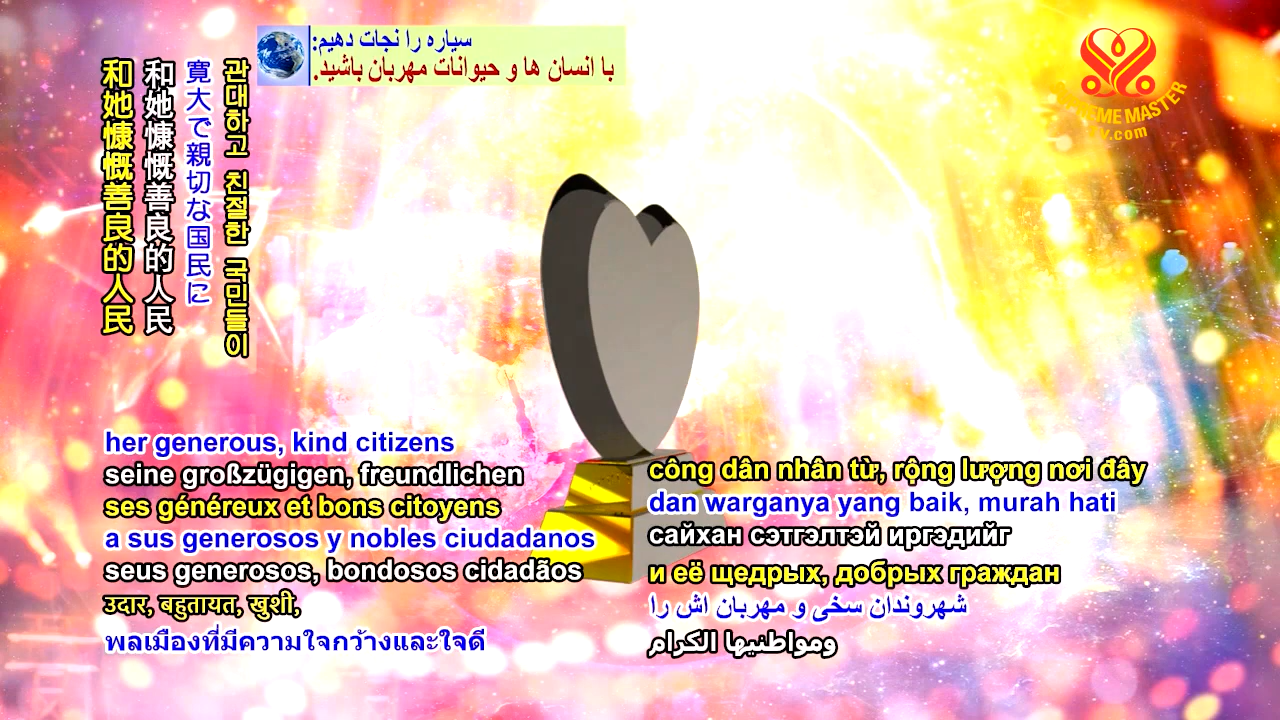 سیاره را نجات دهیم:
با انسان ها و حیوانات مهربان باشید.
MASTER
.com
관대하고 친절한 국민들이
寛大で親切な国民に
和她慷慨善良的人民
和她慷慨善良的人民
her generous, kind citizens
seine großzügigen, freundlichen
ses généreux et bons citoyens
a sus generosos y nobles ciudadanos
seus generosos, bondosos cidadãos
उदार, बहुतायत, खुशी,
พลเมืองที่มีความใจกว้างและใจดี
công dân nhân từ, rộng lượng nơi đây
dan warganya yang baik, murah hati
сайхан сэтгэлтэй иргэдийг
и её щедрых, добрых граждан
شهروندان سخی و مهربان اش را
ومواطنيها الكرام